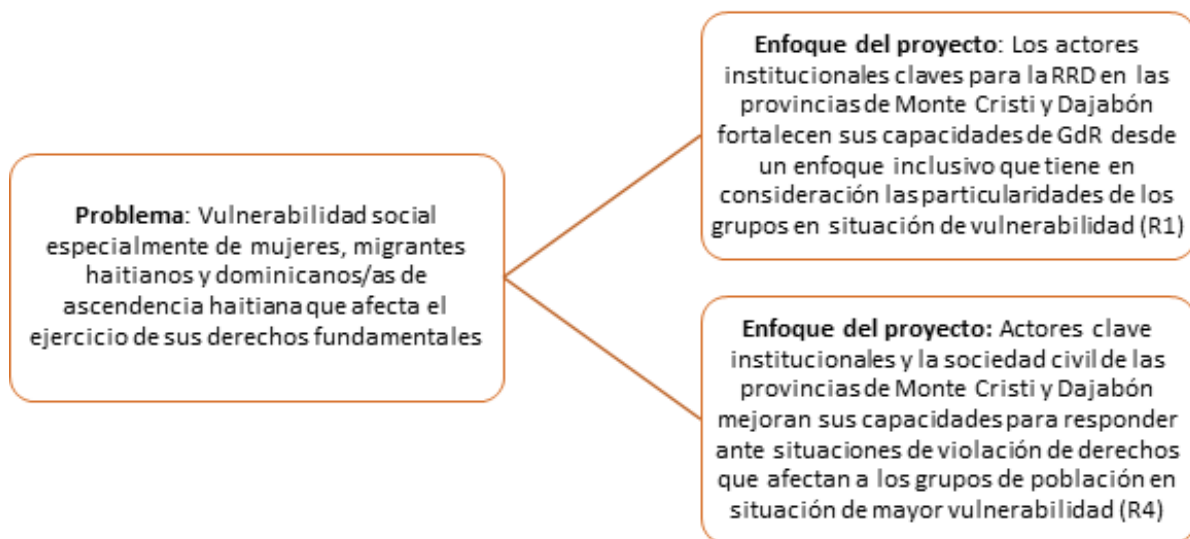 Problema: Vulnerabilidad social
especialmente de mujeres, migrantes
haitianos y dominicanos/as de
ascendencia haitiana que afecta el
ejercicio de sus derechos fundamentales
Enfoque del proyecto: Los actores
institucionales claves para la RRD en las
provincias de Monte Cristi y Dajabón
fortalecen sus capacidades de GdR desde
un enfoque inclusivo que tiene en
consideración las particularidades de los
grupos en situación de vulnerabilidad (R1)
Enfoque del proyecto: Actores clave
institucionales y la sociedad civil de las
provincias de Monte Cristi y Dajabón
mejoran sus capacidades para responder
ante situaciones de violación de derechos
que afectan a los grupos de población en
situación de mayor vulnerabilidad (R4)